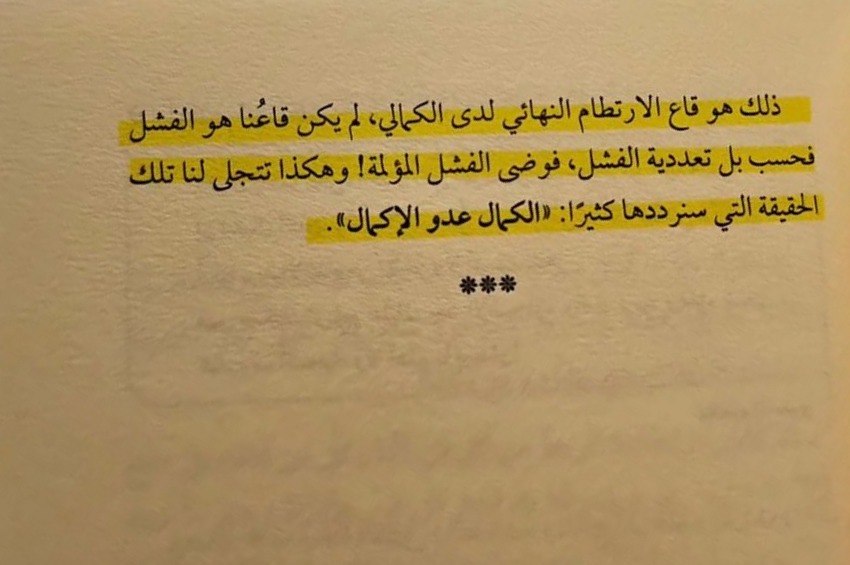 ذلك هو قاع الارتطام النهائي لدى الكمالي، لم يكن قاعُنا هو الفشل
فحسب بل تعددية الفشل، فوضى الفشل المؤلمة! وهكذا تتجلى لنا تلك
الحقيقة التي سنرددها كثيرًا: «الكمال عدو الإكمال».
***